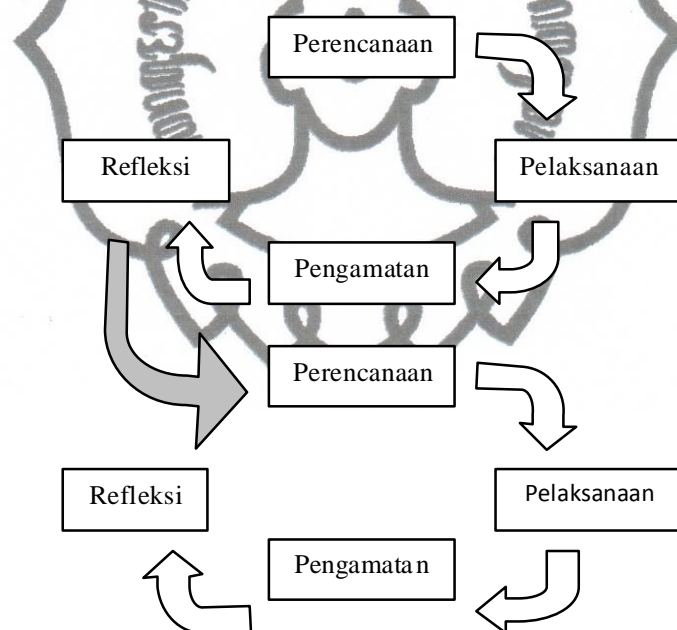 Perencanaan
Refleksi
Pelaksanaan
Pengamatan
Perencanaan
Refleksi
Pelaksanaan
Pengamatan